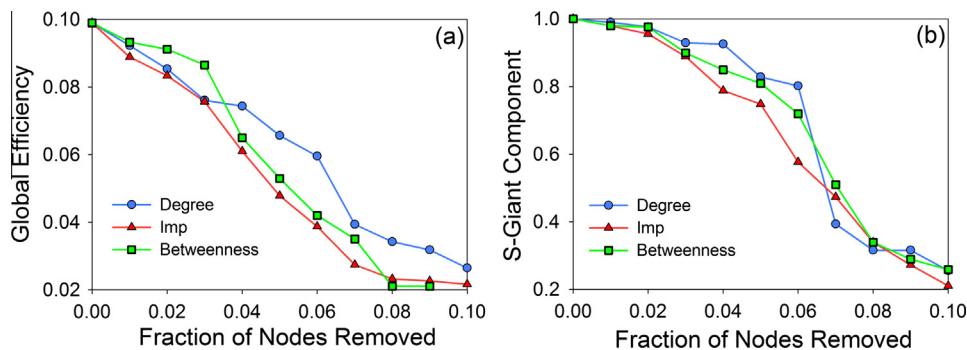 0.10
0.08
0.06
0.04
0.02
Global Efficiency
(a)
Degree
Imp
Betweenness
0.00
0.02
0.04
0.06
0.08
0.10
Fraction of Nodes Removed
1.0
0.8
0.6
0.4
0.2
S-Giant Component
(b)
Degree
Imp
Betweenness
0.00
0.02
0.04
0.06
0.08
0.10
Fraction of Nodes Removed